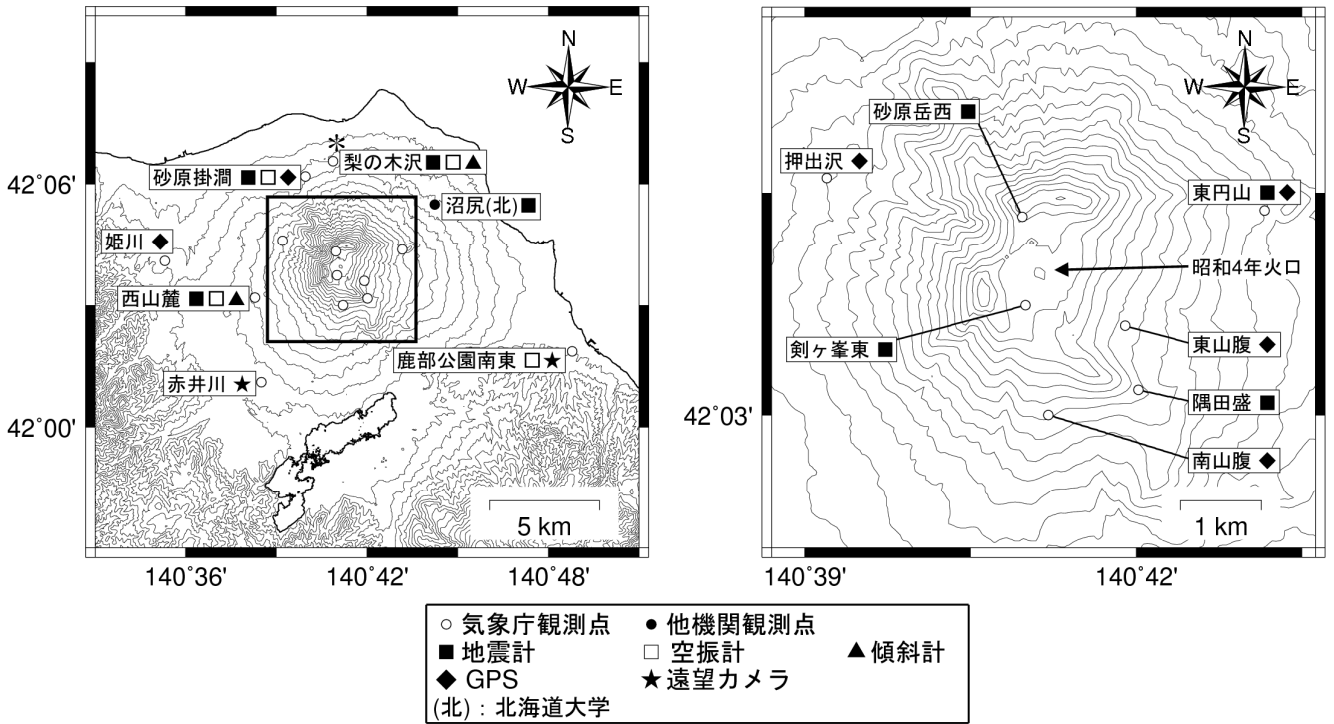 N
W E
S
*
梨の木沢 ■ □ ▲
砂原掛澗 ■ □ ◆
42°06'
沼尻(北) ■
姫川 ◆
西山麓 ■ □ ▲
鹿部公園南東 □ ★
赤井川 ★
42°00'
5 km
140°36' 140°42' 140°48'
N
W E
S
砂原岳西 ■
押出沢 ◆
東円山 ■ ◆
昭和4年火口
剣ヶ峯東 ■
東山腹 ◆
隅田盛 ■
42°03'
南山腹 ◆
1 km
140°39' 140°42'
○ 気象庁観測点 ● 他機関観測点
■ 地震計 □ 空振計 ▲ 傾斜計
◆ GPS ★ 遠望カメラ
(北)：北海道大学